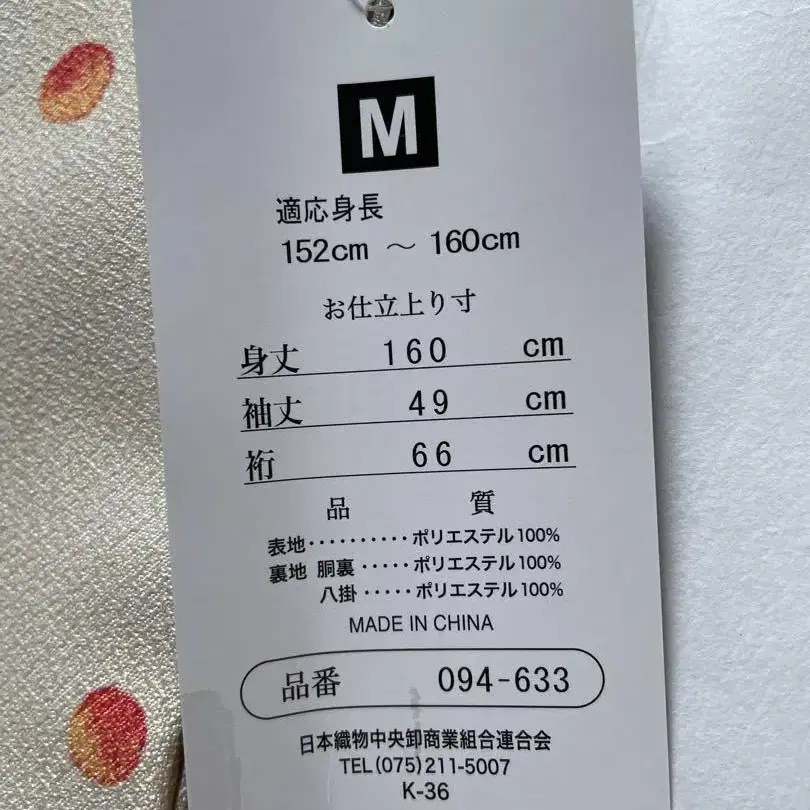 M
適応身長
152cm ～ 160cm
お仕立上り寸
身丈 160 cm
袖丈 49 cm
裄 66 cm
品 質
表地··········ポリエステル100%
裏地 胴裏·····ポリエステル100%
八掛·····ポリエステル100%
MADE IN CHINA
品番 094-633
日本織物中央卸商業組合連合会
TEL(075)211-5007
K-36